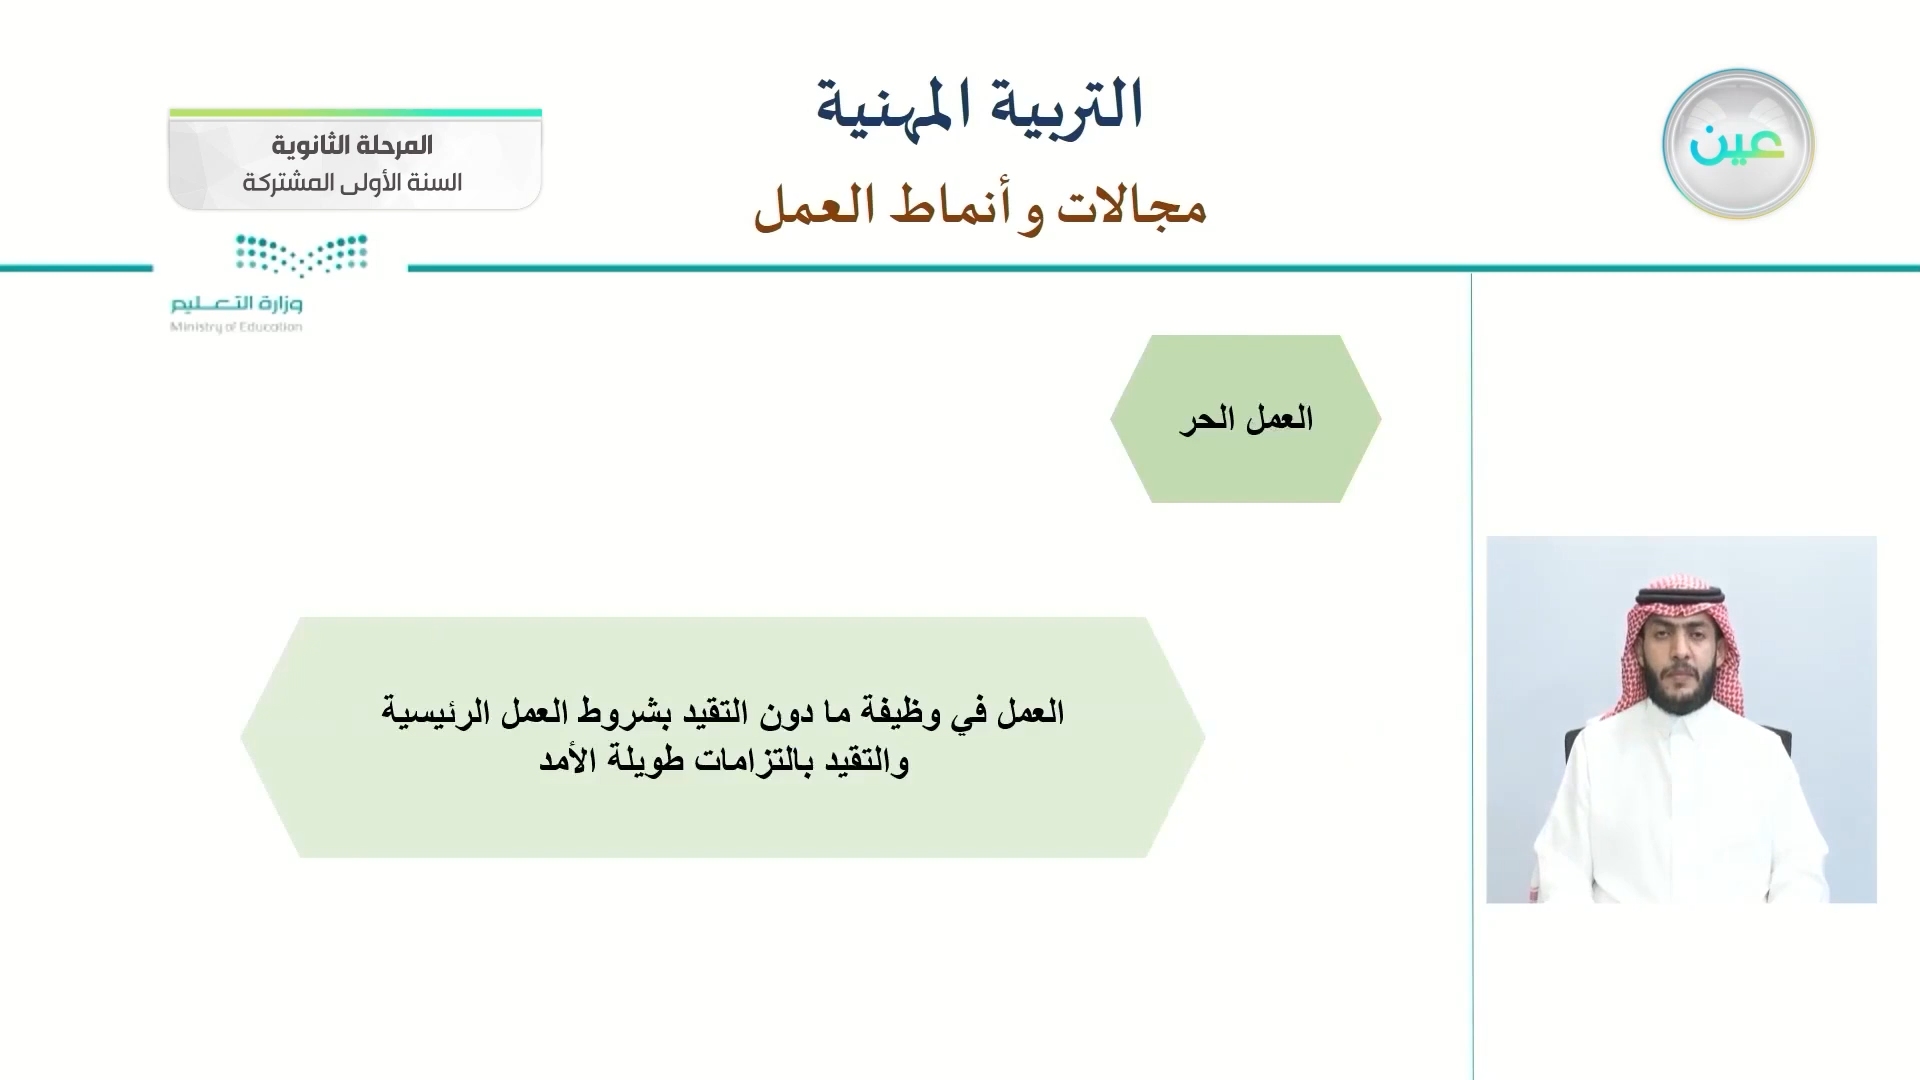 التربية المهنية
مجالات وأنماط العمل
عين
المرحلة الثانوية
السنة الأولى المشتركة
وزارة التعليم
Ministry of Education
العمل الحر
العمل في وظيفة ما دون التقيد بشروط العمل الرئيسية
والتقيد بالتزامات طويلة الأمد